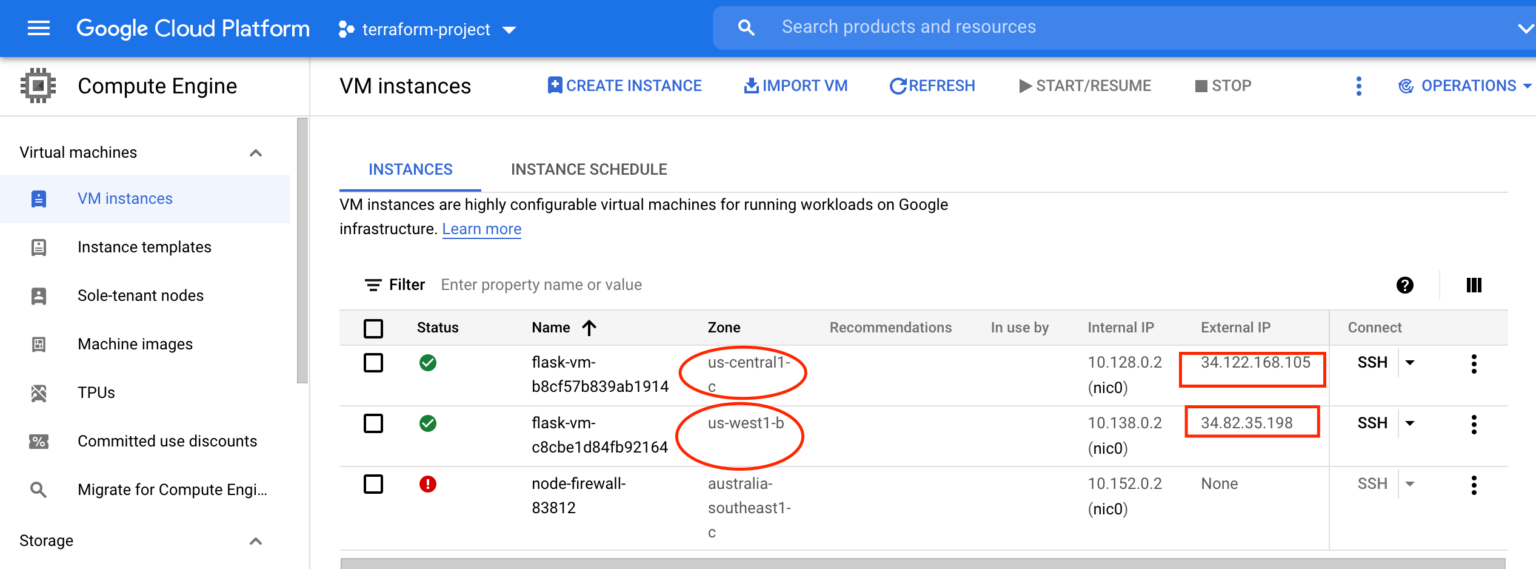 Google Cloud Platform
terraform-project
Search products and resources
Compute Engine
VM instances
CREATE INSTANCE
IMPORT VM
REFRESH
START/RESUME
STOP
OPERATIONS
Virtual machines
VM instances
Instance templates
Sole-tenant nodes
Machine images
TPUs
Committed use discounts
Migrate for Compute Engi...
Storage
INSTANCES
INSTANCE SCHEDULE
VM instances are highly configurable virtual machines for running workloads on Google
infrastructure. Learn more
Filter Enter property name or value
Status Name Zone Recommendations In use by Internal IP External IP Connect
flask-vm- us-central1- 10.128.0.2 34.122.168.105 SSH
b8cf57b839ab1914 c (nic0)
flask-vm- us-west1-b 10.138.0.2 34.82.35.198 SSH
c8cbe1d84fb92164 (nic0)
node-firewall- australia- 10.152.0.2 None SSH
83812 southeast1- (nic0)
c